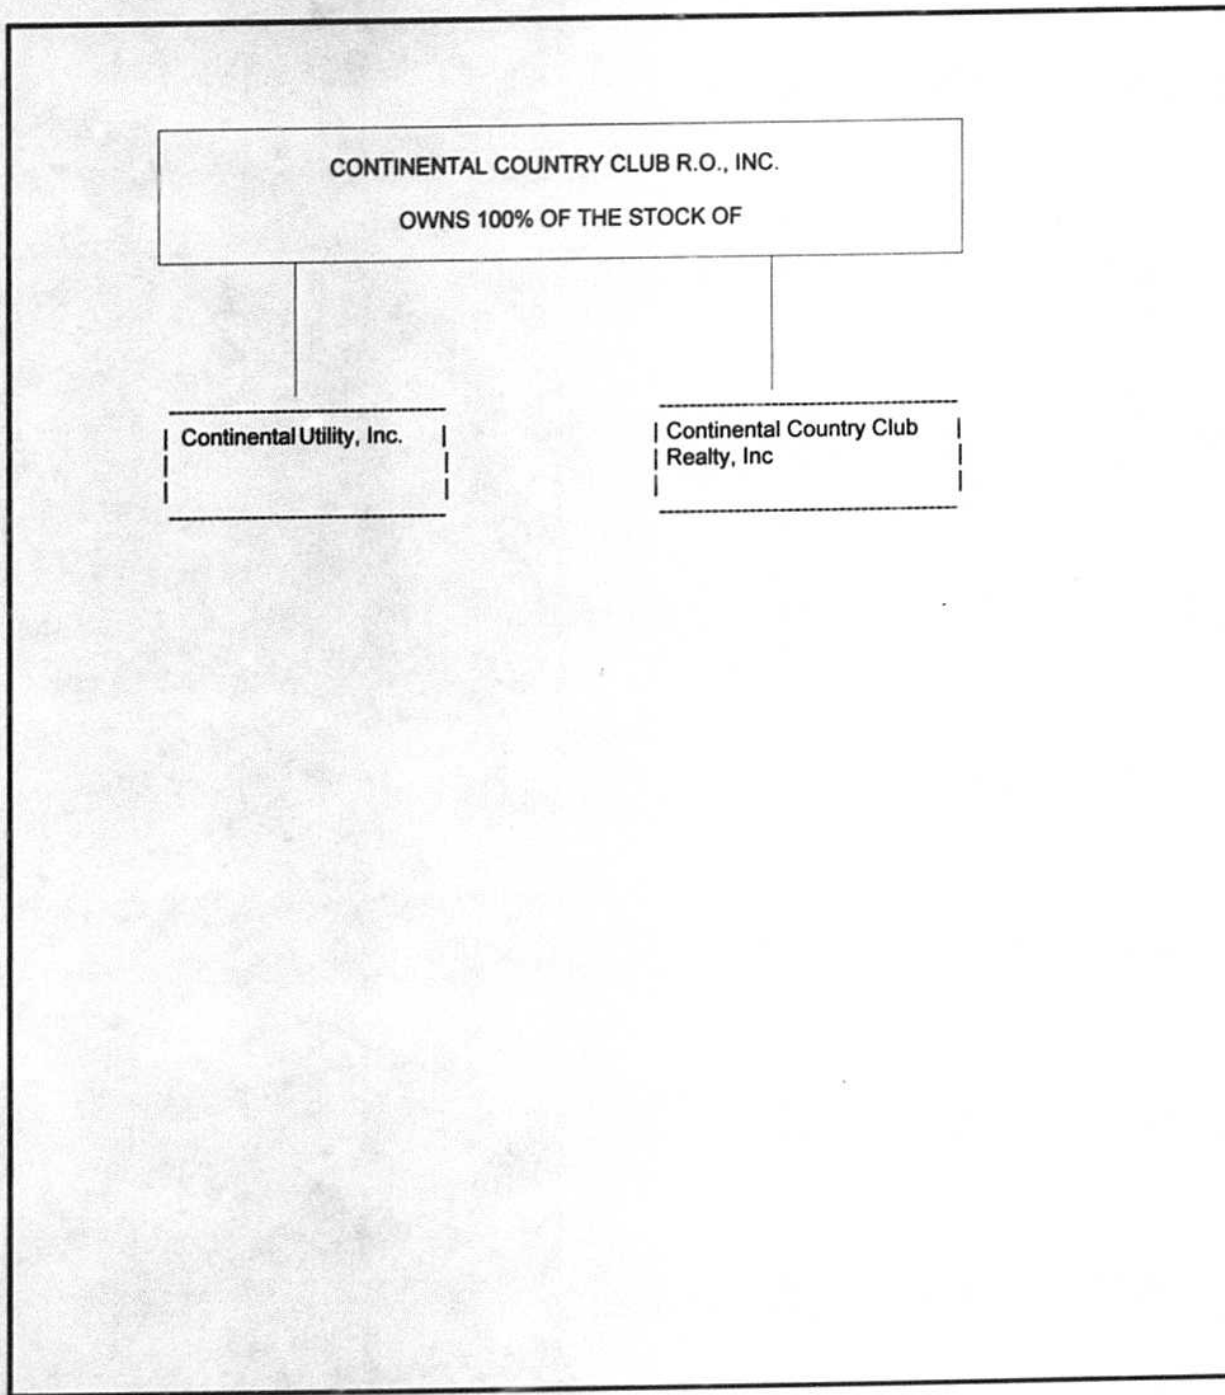 CONTINENTAL COUNTRY CLUB R.O., INC.
OWNS 100% OF THE STOCK OF
Continental Utility, Inc.
Continental Country Club
Realty, Inc